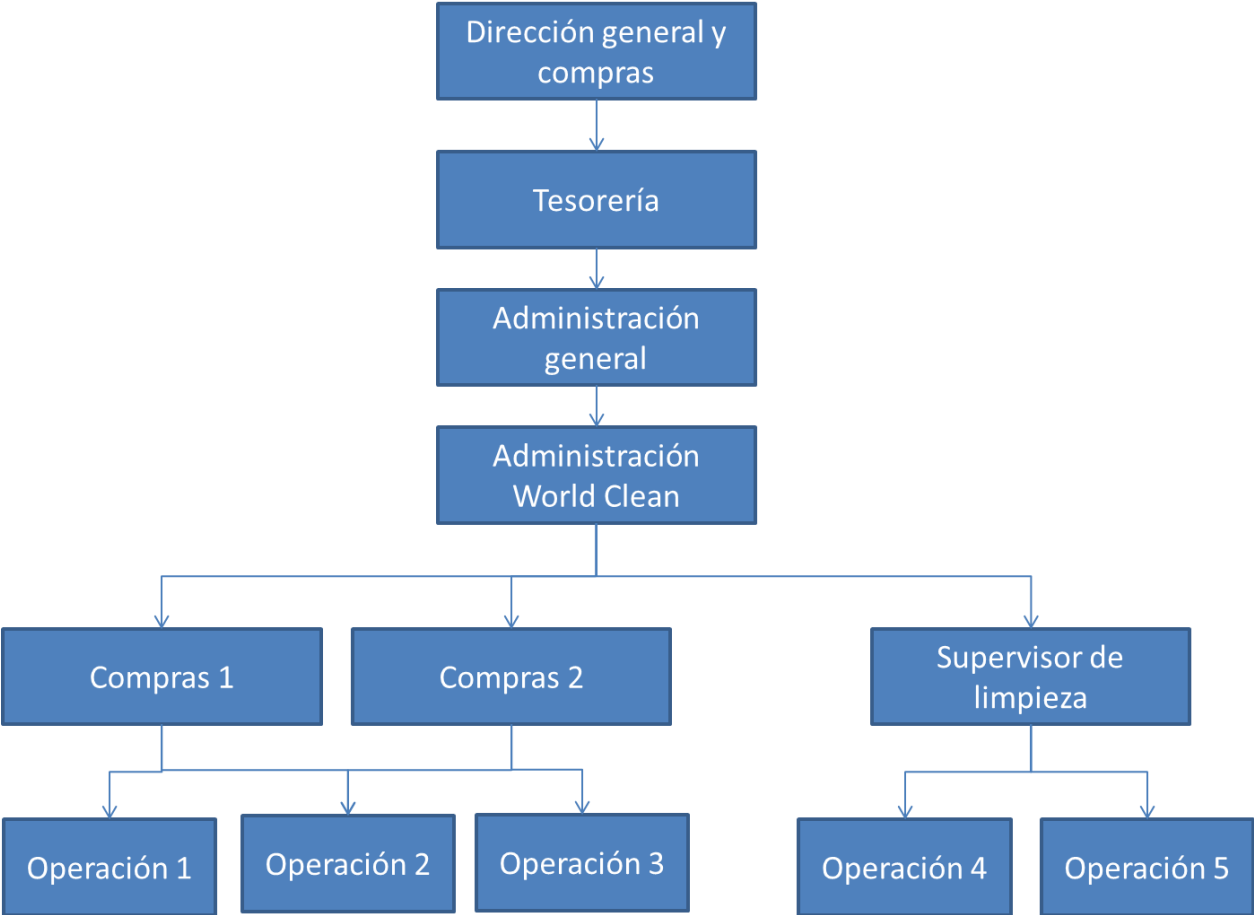 Dirección general y
compras
Tesorería
Administración
general
Administración
World Clean
Compras 1
Compras 2
Supervisor de
limpieza
Operación 1
Operación 2
Operación 3
Operación 4
Operación 5